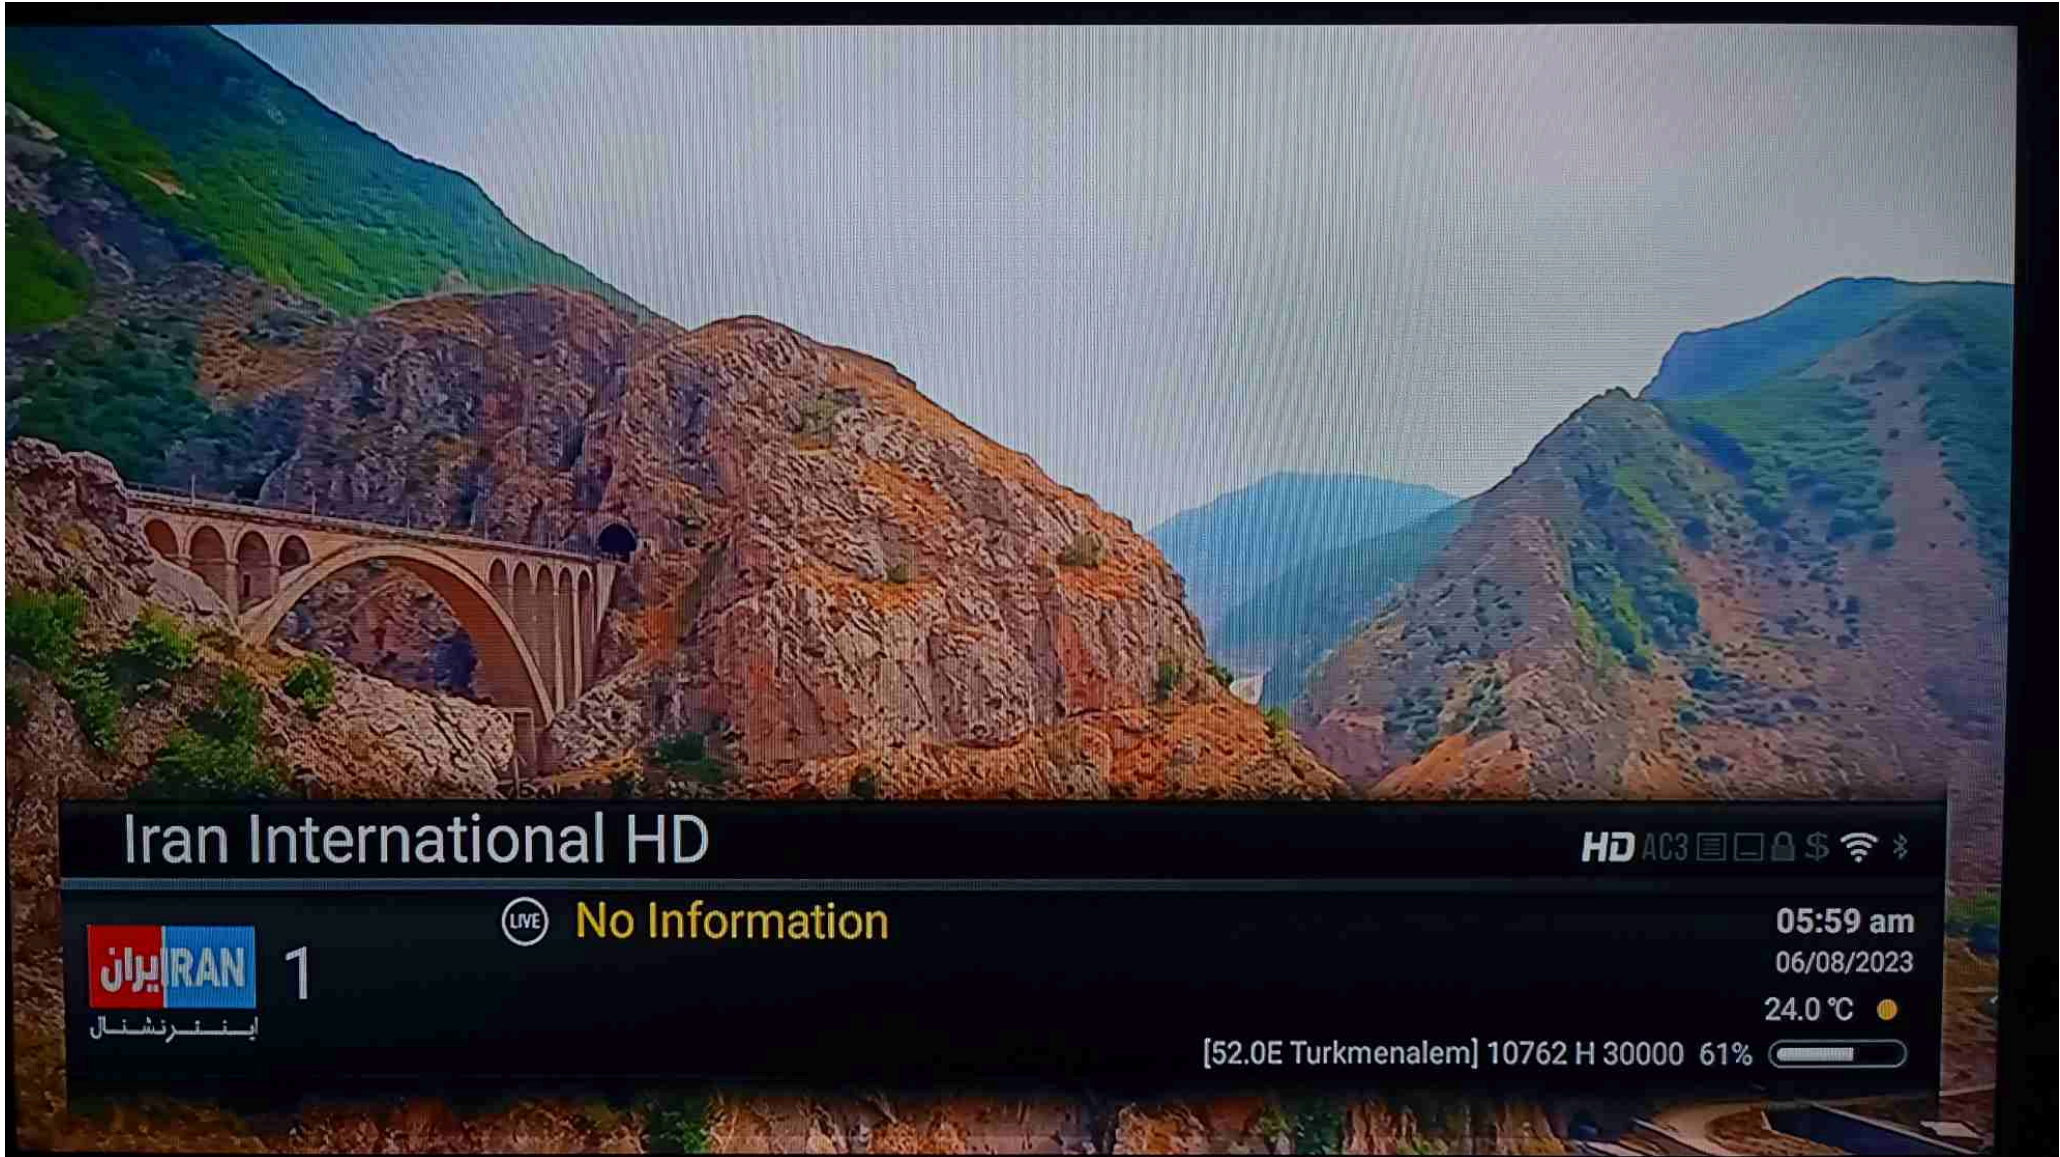 Iran International HD
HD AC3 $
LIVE No Information
05:59 am
06/08/2023
ایران IRAN
اینترنشنال
1
24.0 °C
[52.0E Turkmenalem] 10762 H 30000 61%